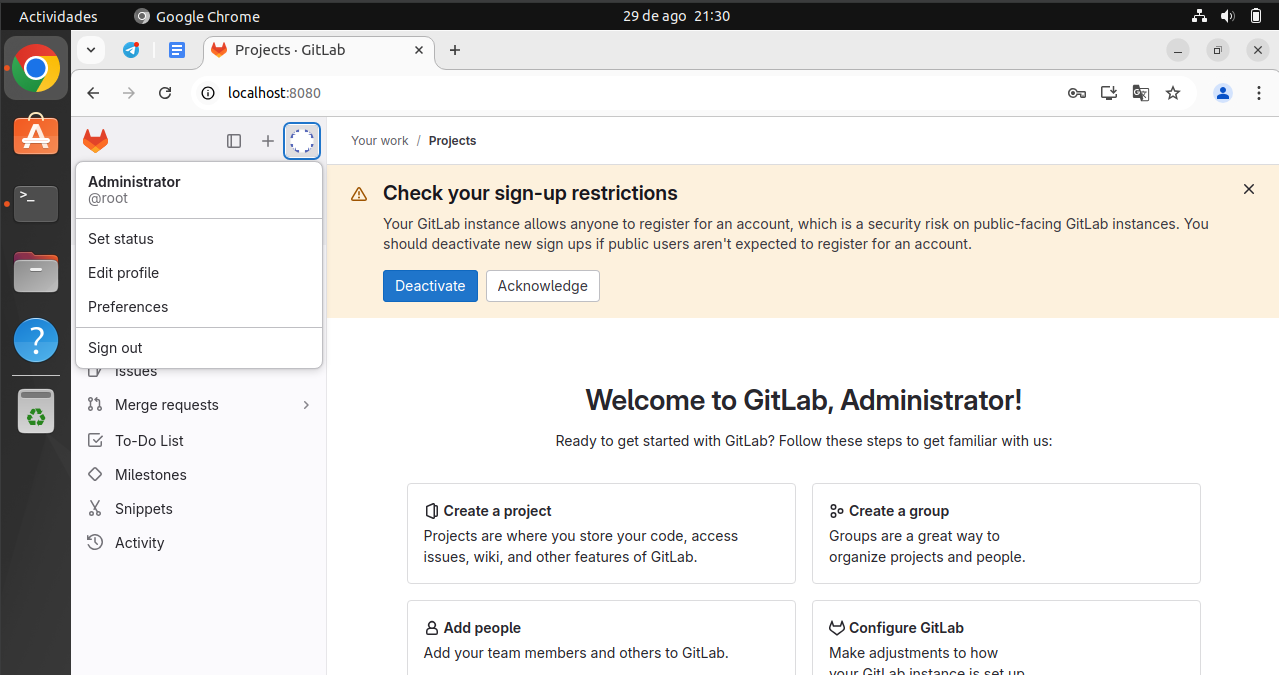 Actividades
Google Chrome
29 de ago 21:30
Projects · GitLab
localhost:8080
Your work / Projects
Administrator
@root
Set status
Edit profile
Preferences
Sign out
Issues
Merge requests
To-Do List
Milestones
Snippets
Activity
Check your sign-up restrictions
Your GitLab instance allows anyone to register for an account, which is a security risk on public-facing GitLab instances. You
should deactivate new sign ups if public users aren't expected to register for an account.
Deactivate
Acknowledge
Welcome to GitLab, Administrator!
Ready to get started with GitLab? Follow these steps to get familiar with us:
Create a project
Projects are where you store your code, access
issues, wiki, and other features of GitLab.
Create a group
Groups are a great way to
organize projects and people.
Add people
Add your team members and others to GitLab.
Configure GitLab
Make adjustments to how
your GitLab instance is set up